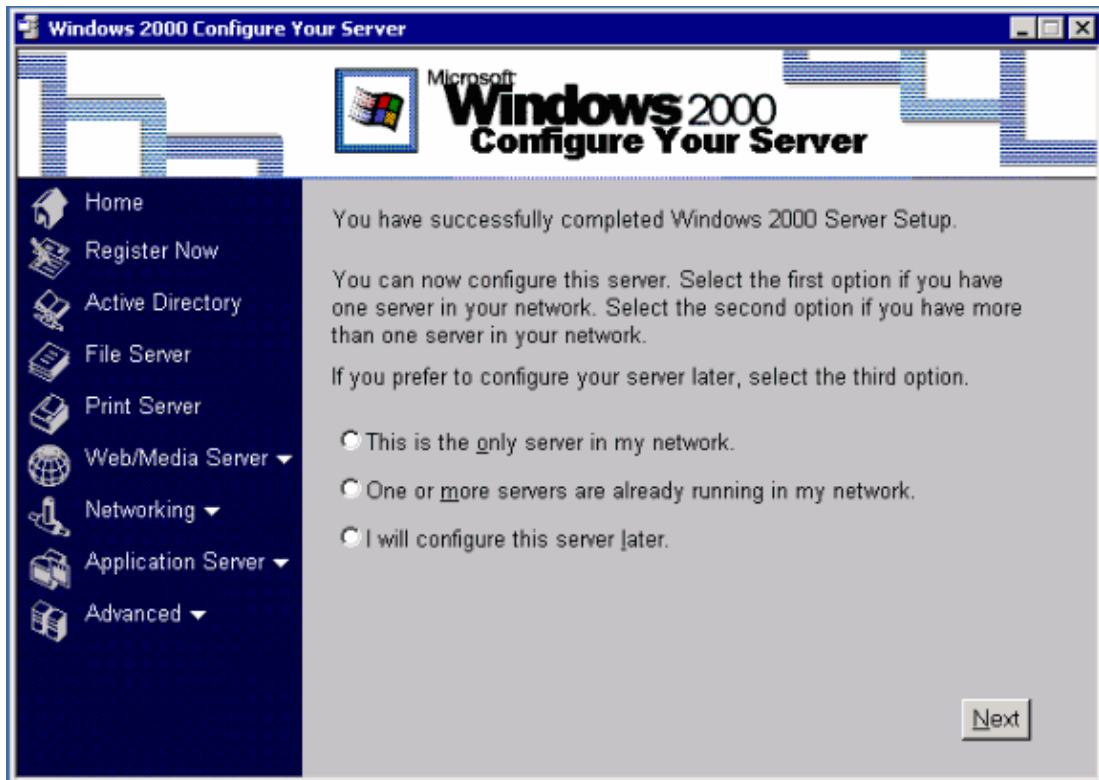 Windows 2000 Configure Your Server
Microsoft
Windows 2000
Configure Your Server
Home
Register Now
Active Directory
File Server
Print Server
Web/Media Server
Networking
Application Server
Advanced
You have successfully completed Windows 2000 Server Setup.
You can now configure this server. Select the first option if you have
one server in your network. Select the second option if you have more
than one server in your network.
If you prefer to configure your server later, select the third option.
This is the only server in my network.
One or more servers are already running in my network.
I will configure this server later.
Next